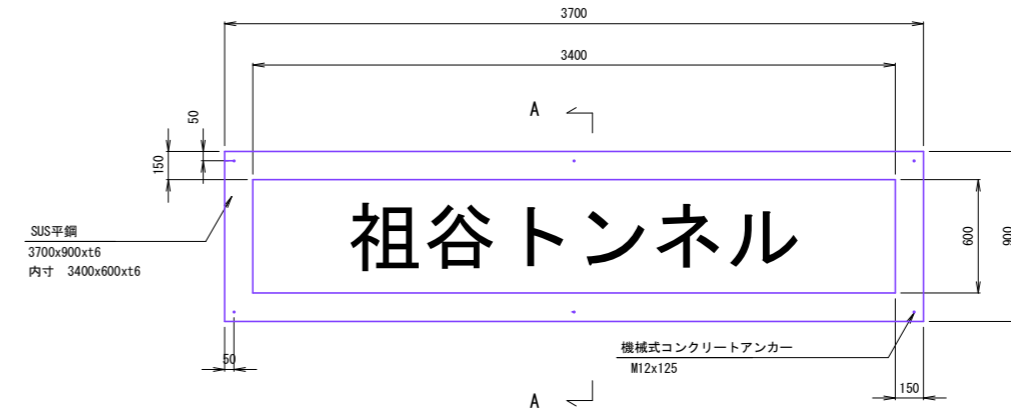 3700
3400
A
50
150
SUS平鋼
3700x900xt6
内寸 3400x600xt6
祖谷トンネル
600
900
機械式コンクリートアンカー
M12x125
50
150
A